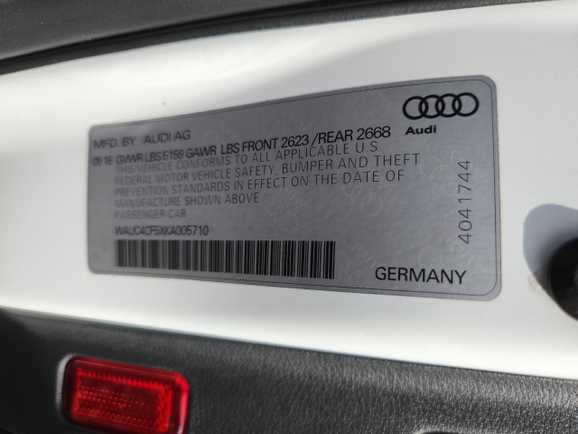 MFD. BY AUDI AG
Audi
09 18 GVWR LBS 5159 GAWR LBS FRONT 2623 / REAR 2668
THIS VEHICLE CONFORMS TO ALL APPLICABLE U.S.
FEDERAL MOTOR VEHICLE SAFETY, BUMPER AND THEFT
PREVENTION STANDARDS IN EFFECT ON THE DATE OF
MANUFACTURE SHOWN ABOVE
PASSENGER CAR
WAUC4CF5XKA005710
4041744
GERMANY